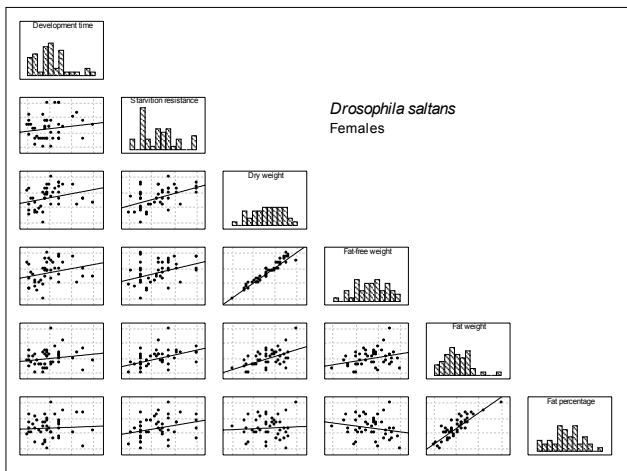 Development time
Starvition resistance
Drosophila saltans
Females
Dry weight
Fat-free weight
Fat weight
Fat percentage